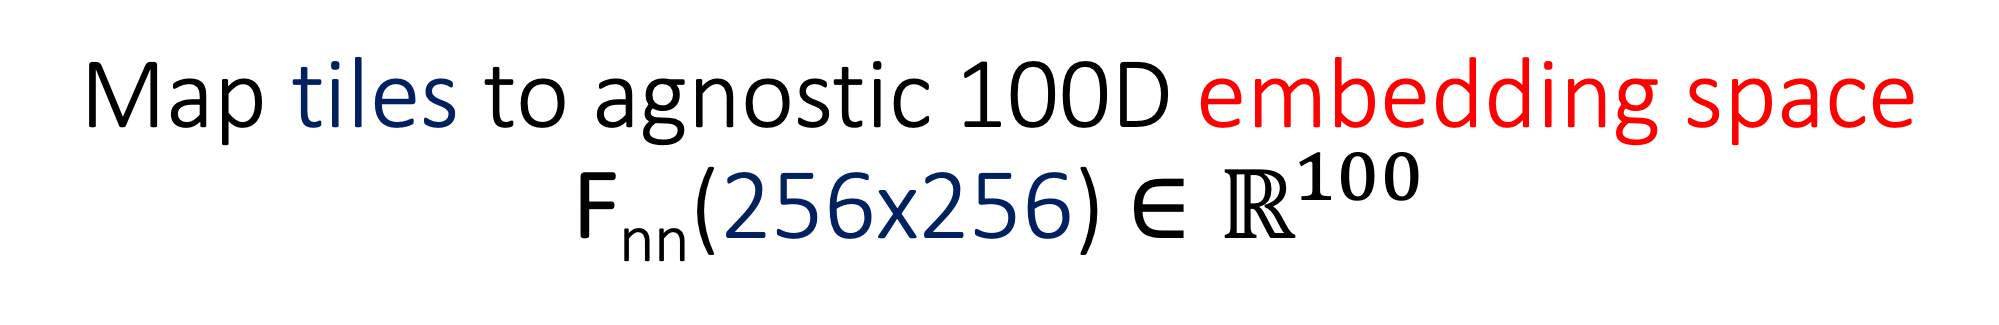 Map tiles to agnostic 100D embedding space
Fₙₙ(256x256) ∈ ℝ¹⁰⁰